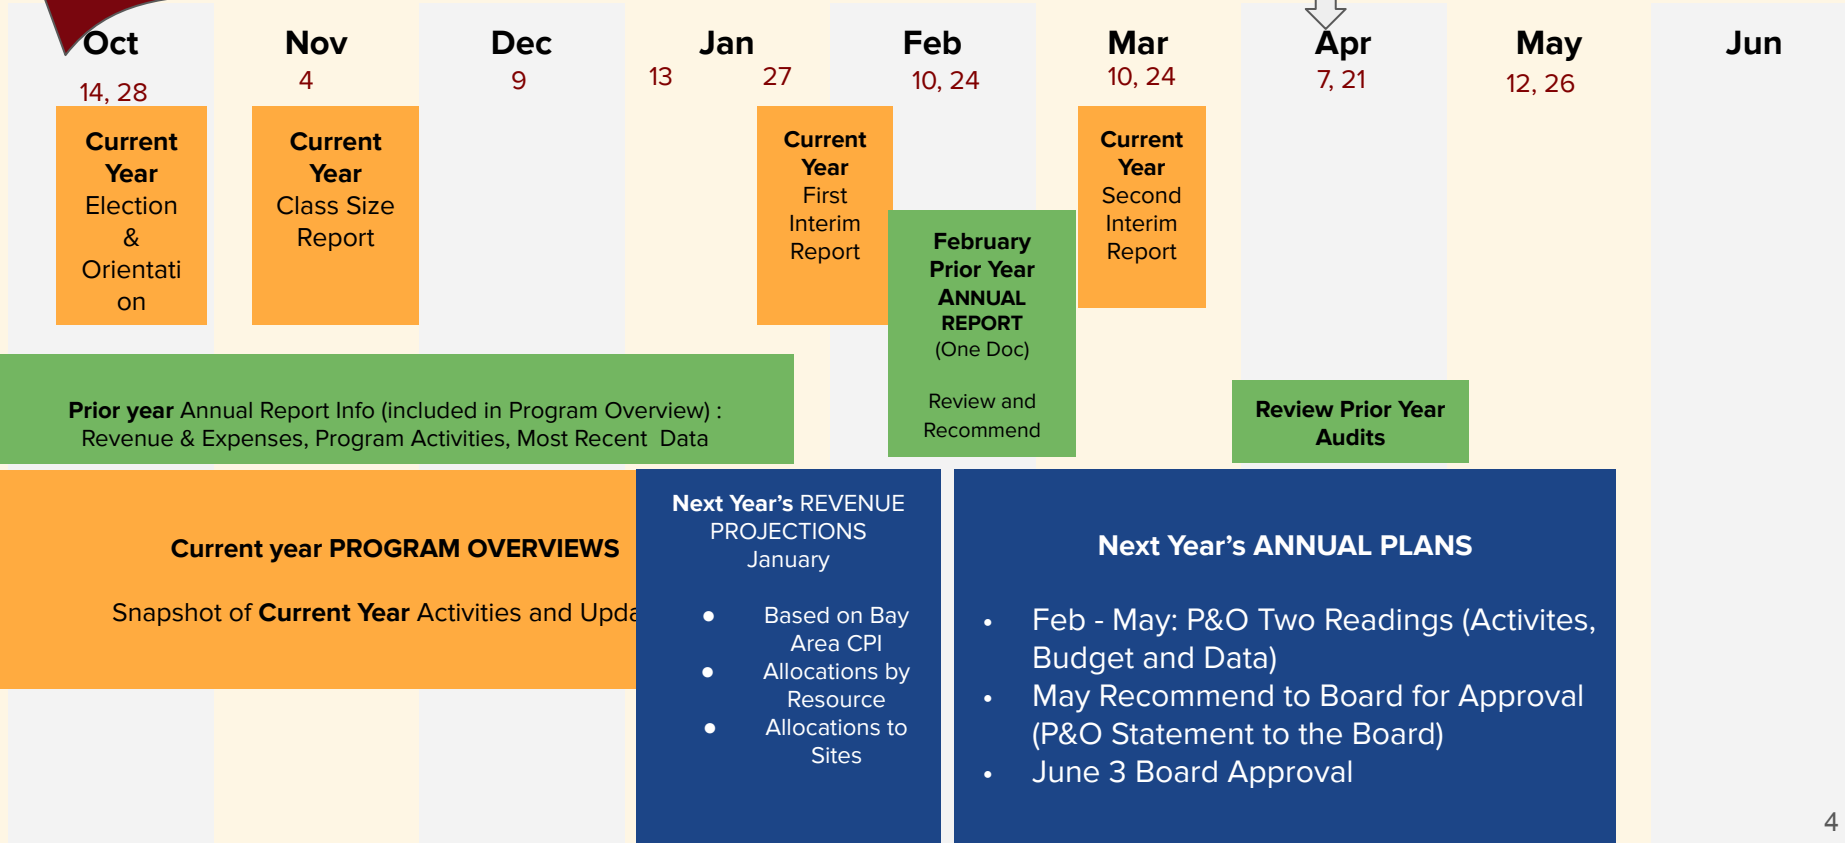 Oct Nov Dec Jan Feb Mar Apr May Jun
14, 28 4 9 13 27 10, 24 10, 24 7, 21 12, 26
Current
Year
Election
&
Orientati
on
Current
Year
Class Size
Report
Current
Year
First
Interim
Report
February
Prior Year
ANNUAL
REPORT
(One Doc)
Review and
Recommend
Current
Year
Second
Interim
Report
Prior year Annual Report Info (included in Program Overview) :
Revenue & Expenses, Program Activities, Most Recent Data
Review Prior Year
Audits
Current year PROGRAM OVERVIEWS
Snapshot of Current Year Activities and
Next Year's REVENUE
PROJECTIONS
January
● Based on Bay
Area CPI
● Allocations by
Resource
● Allocations to
Sites
Next Year's ANNUAL PLANS
• Feb - May: P&O Two Readings (Activites,
Budget and Data)
• May Recommend to Board for Approval
(P&O Statement to the Board)
• June 3 Board Approval
4